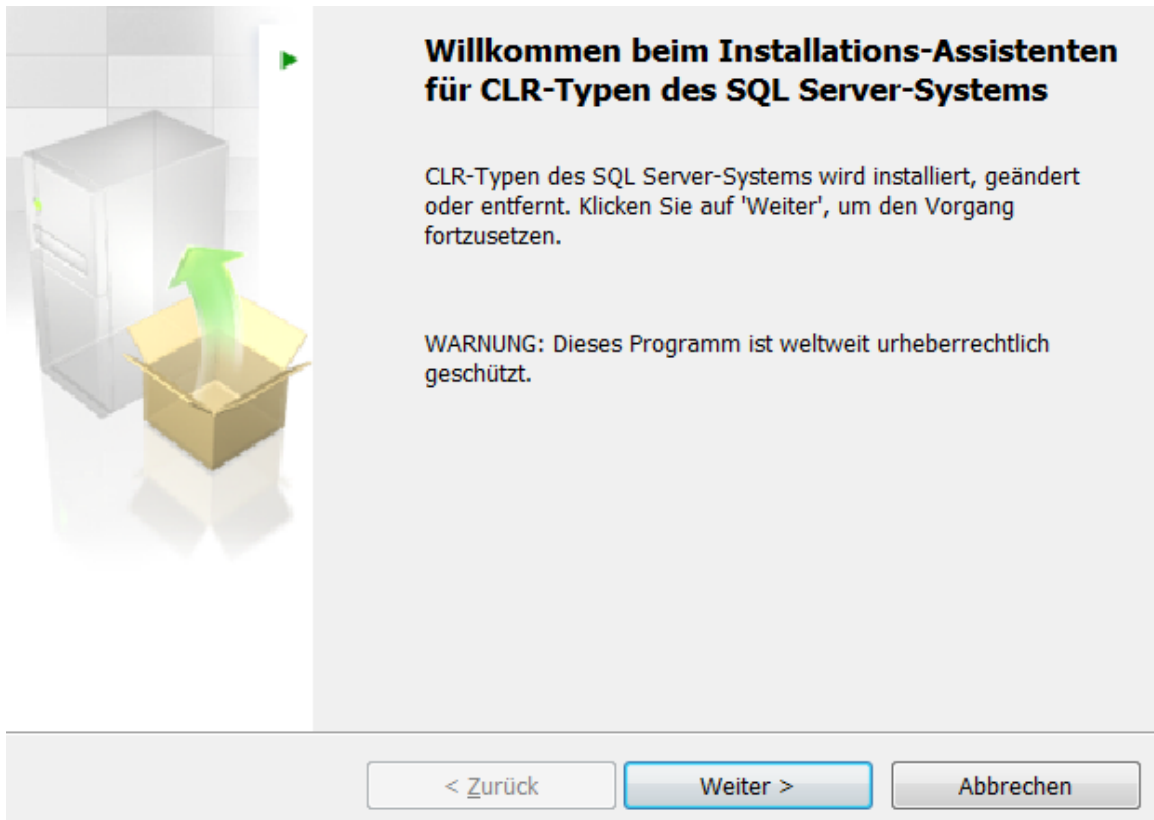 Willkommen beim Installations-Assistenten
für CLR-Typen des SQL Server-Systems
CLR-Typen des SQL Server-Systems wird installiert, geändert
oder entfernt. Klicken Sie auf 'Weiter', um den Vorgang
fortzusetzen.
WARNUNG: Dieses Programm ist weltweit urheberrechtlich
geschützt.
< Zurück
Weiter >
Abbrechen